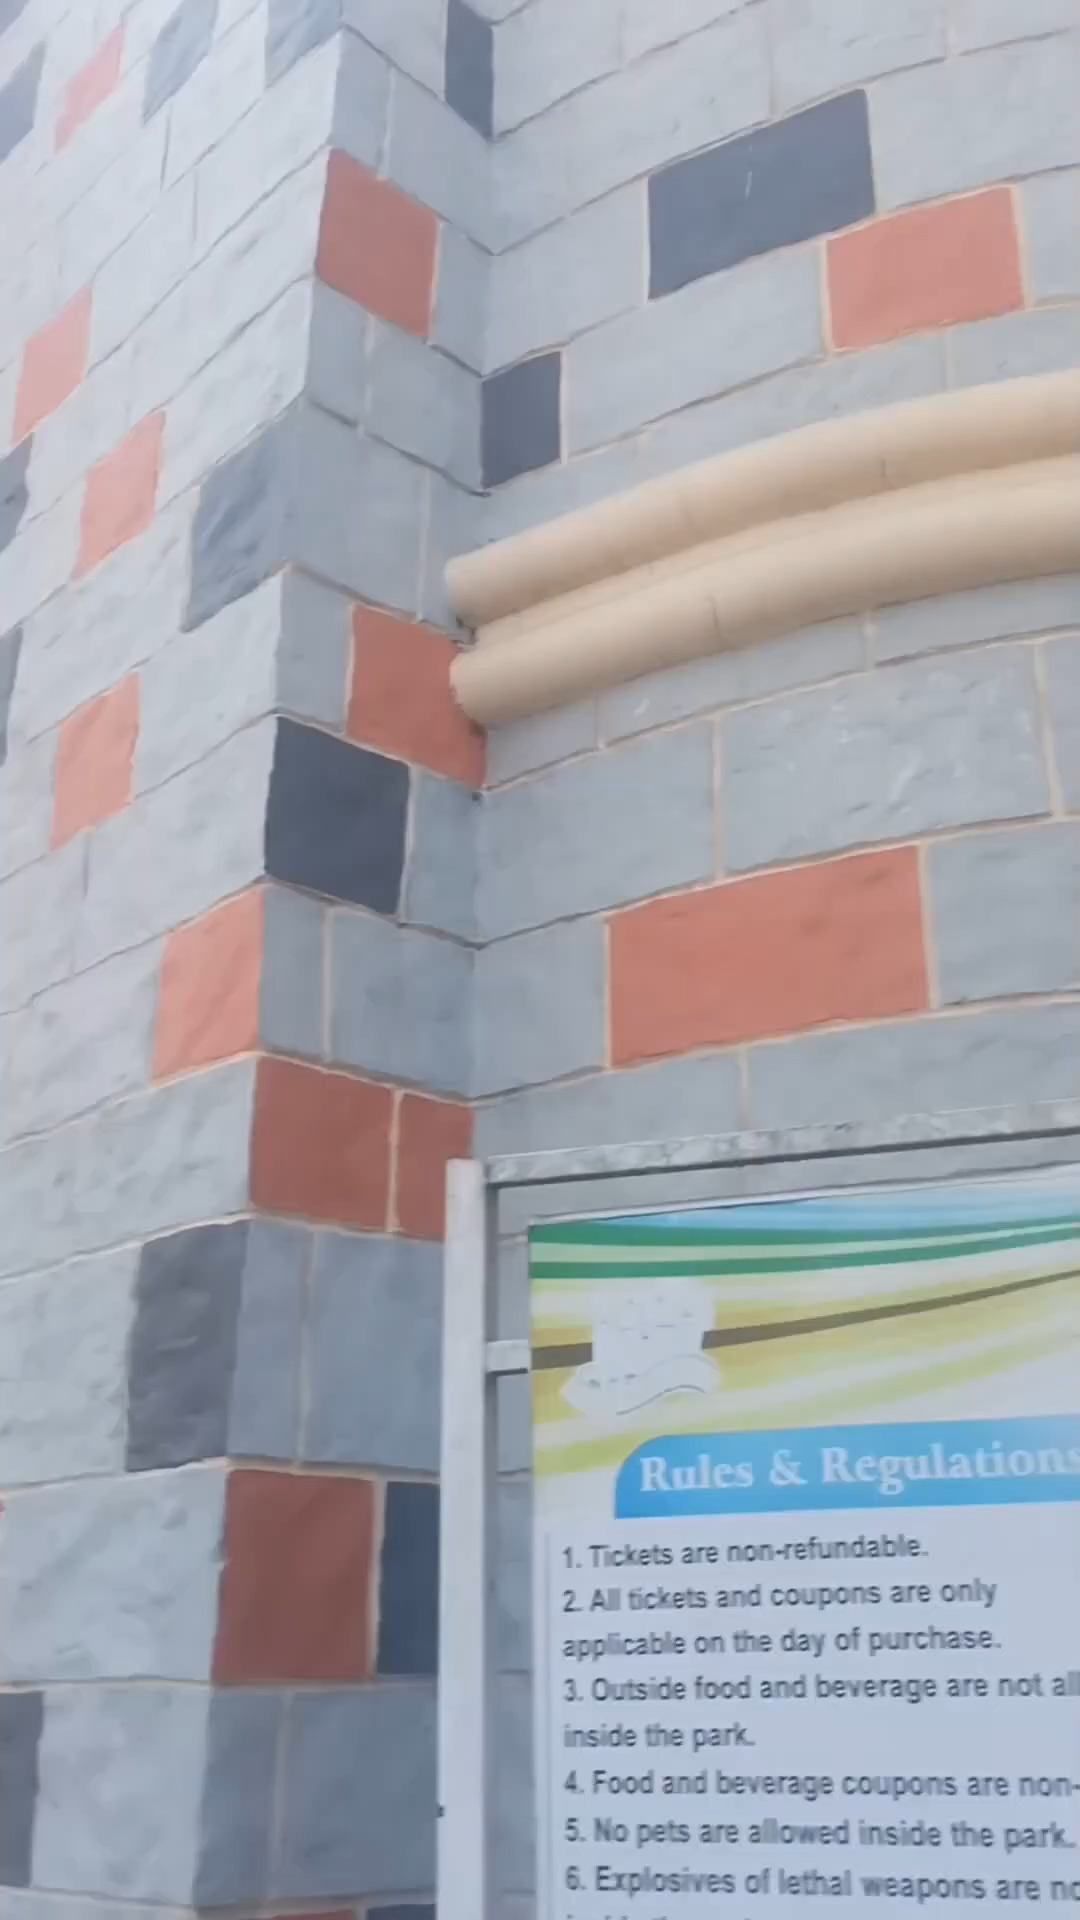 Rules & Regulations
1. Tickets are non-refundable.
2. All tickets and coupons are only
applicable on the day of purchase.
3. Outside food and beverage are not all
inside the park.
4. Food and beverage coupons are non-
5. No pets are allowed inside the park.
6. Explosives of lethal weapons are no